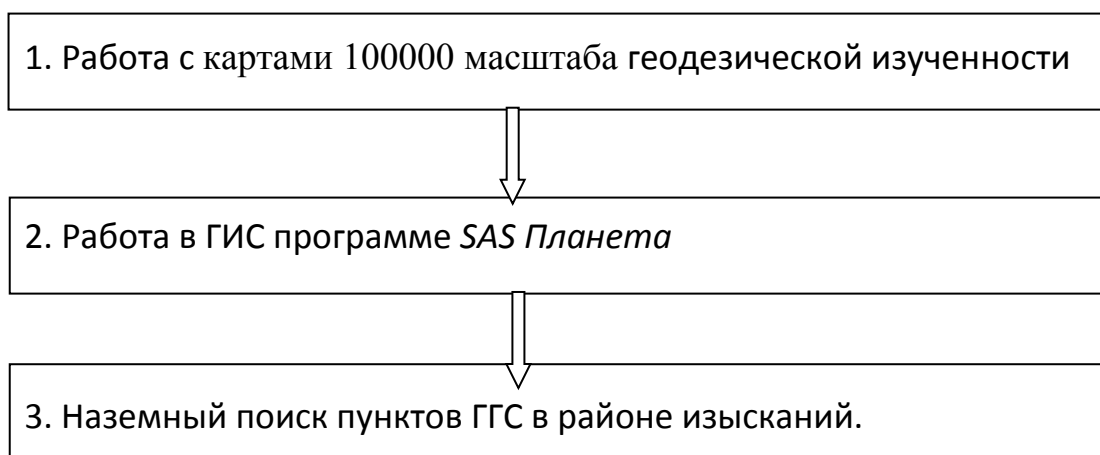 1. Работа с картами 100000 масштаба геодезической изученности
2. Работа в ГИС программе SAS Планета
3. Наземный поиск пунктов ГГС в районе изысканий.